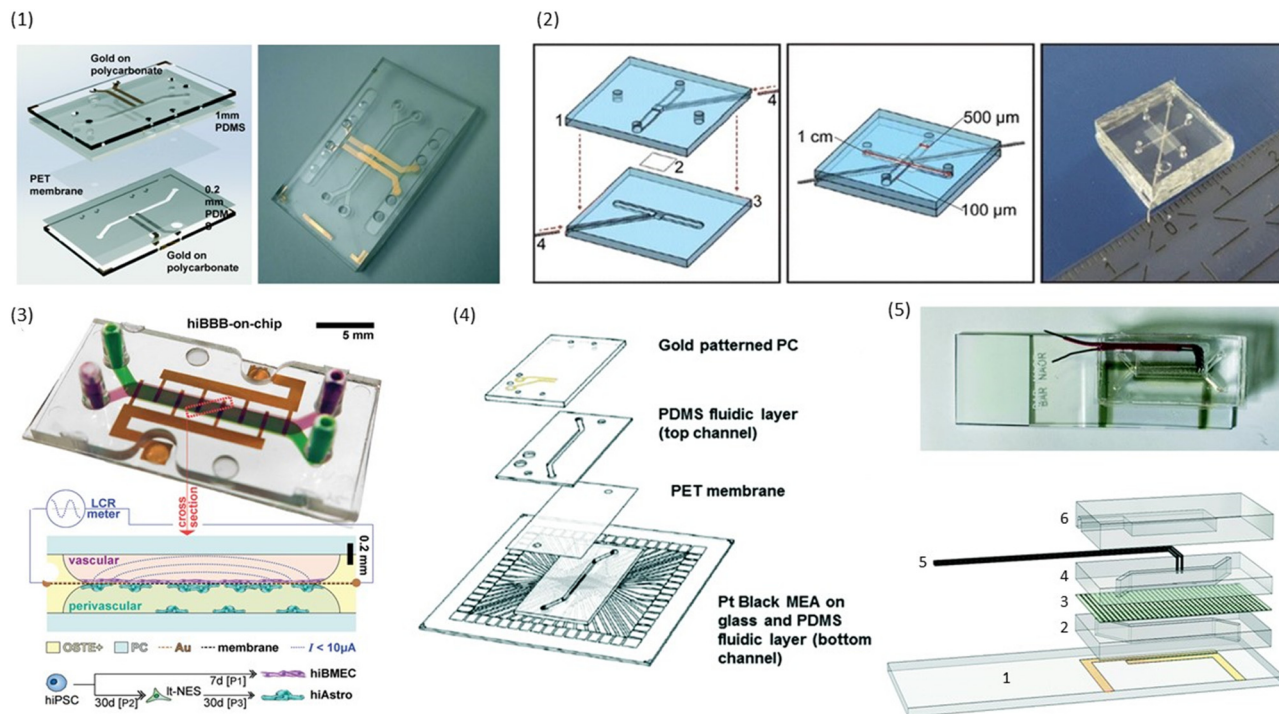 (1)
Gold on
polycarbonate
1mm
PDMS
PET
membrane
0.2
mm
PDM
S
Gold on
polycarbonate
(2)
1
2
3
4
4
1 cm
500 µm
100 µm
1
0
1
(3)
hiBBB-on-chip
5 mm
LCR
meter
cross
section
0.2 mm
vascular
perivascular
OSTE+
PC
Au
membrane
I < 10µA
hiPSC
30d [P2]
lt-NES
7d [P1]
30d [P3]
hiBMEC
hiAstro
(4)
Gold patterned PC
PDMS fluidic layer
(top channel)
PET membrane
Pt Black MEA on
glass and PDMS
fluidic layer (bottom
channel)
(5)
BAR NAOR
6
5
4
3
2
1